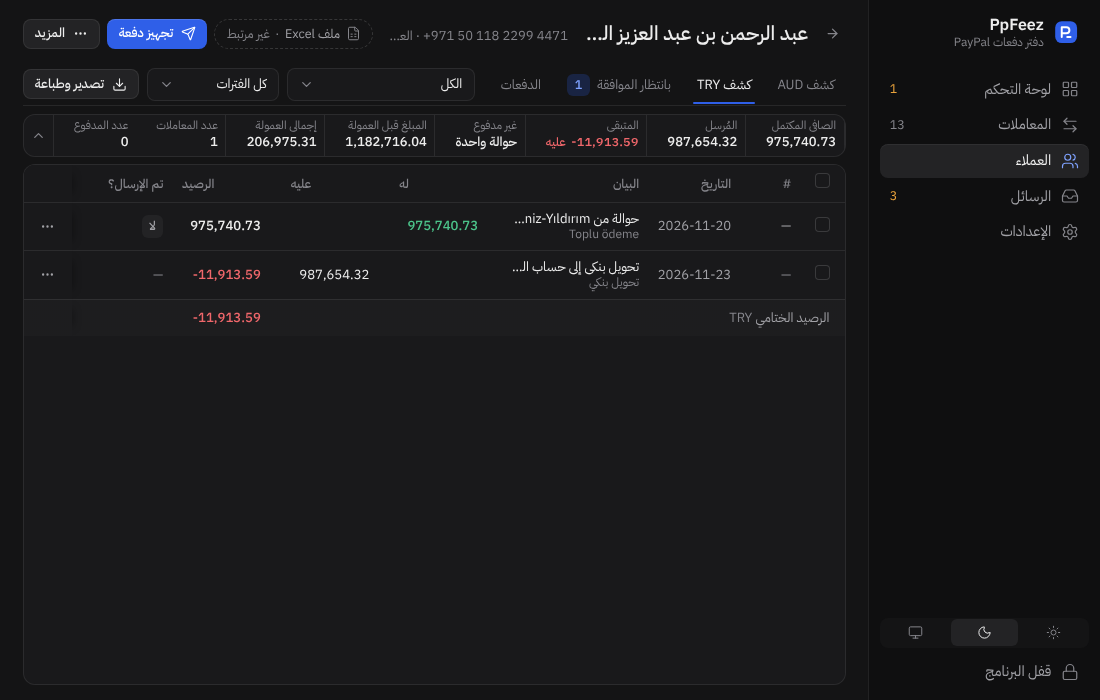 PpFeez
دفتر دفعات PayPal
لوحة التحكم 1
المعاملات 13
العملاء
الرسائل 3
الإعدادات
قفل البرنامج
عبد الرحمن بن عبد العزيز الـ...
+971 50 118 2299 4471 · العـ...
ملف Excel · غير مرتبط
تجهيز دفعة
المزيد
كشف AUD
كشف TRY
بانتظار الموافقة 1
الدفعات
الكل
كل الفترات
تصدير وطباعة
الصافي المكتمل
975,740.73
المُرسل
987,654.32
المتبقي
-11,913.59 عليه
غير مدفوع
حوالة واحدة
المبلغ قبل العمولة
1,182,716.04
إجمالي العمولة
206,975.31
عدد المعاملات
1
عدد المدفوع
0
# التاريخ البيان له عليه الرصيد تم الإرسال؟
— 2026-11-20 حوالة من niz-Yıldırım... 975,740.73 975,740.73 لا
Toplu ödeme
— 2026-11-23 تحويل بنكي إلى حساب الـ... 987,654.32 -11,913.59 —
تحويل بنكي
الرصيد الختامي TRY -11,913.59